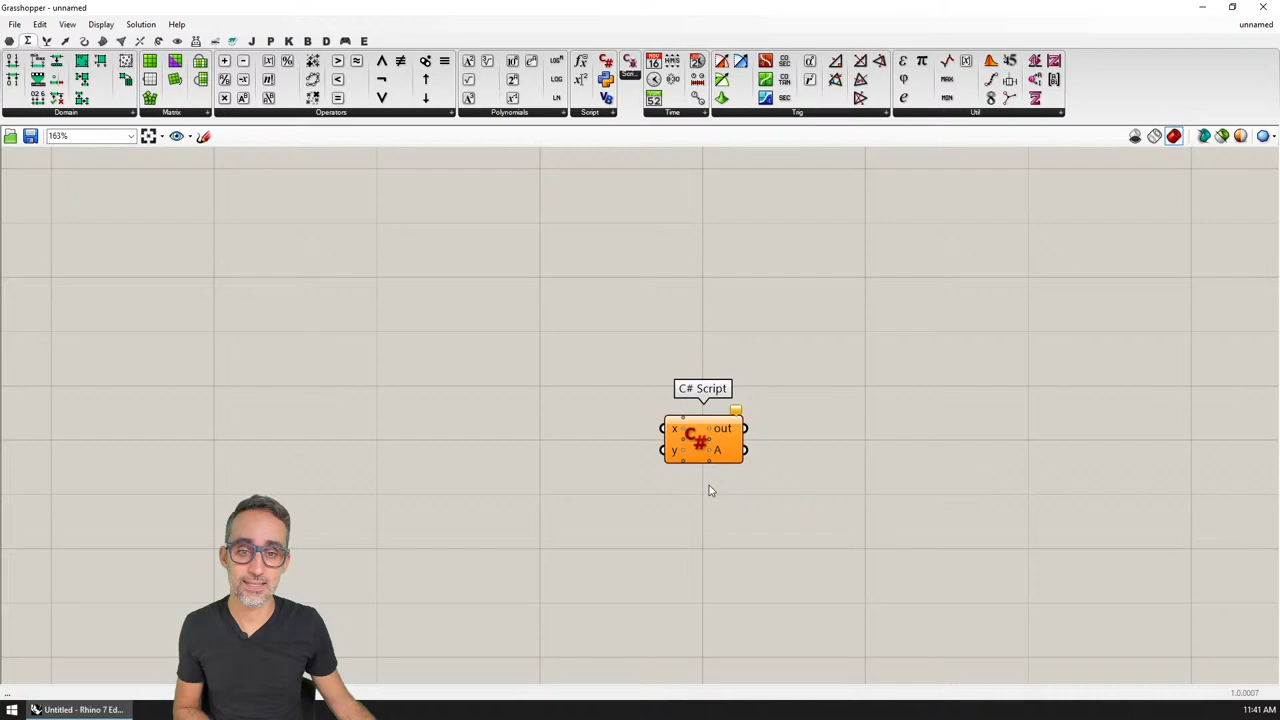 Grasshopper - unnamed
File Edit View Display Solution Help
unnamed
Σ J P K B D E
Domain Matrix Operators Polynomials Script Time Trig Util
163%
C# Script
x out
y A
...
1.0.0007
Untitled - Rhino 7 Ed...
11:41 AM